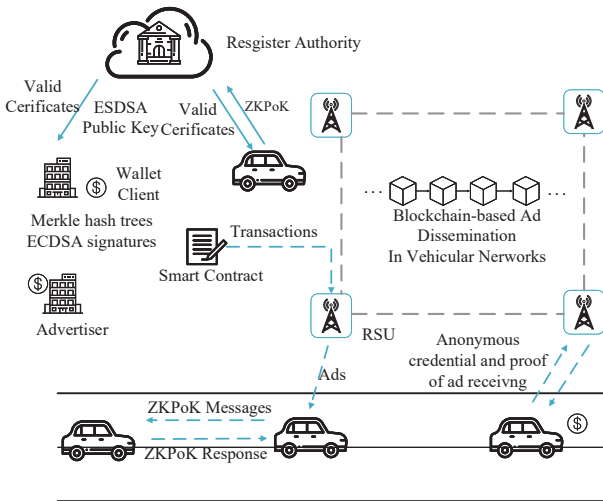 Resgister Authority
Valid
Cerificates
ESDSA
Public Key
Valid
Cerificates
ZKPoK
Wallet
Client
Merkle hash trees
ECDSA signatures
Transactions
Smart Contract
Advertiser
... ...
Blockchain-based Ad
Dissemination
In Vehicular Nerworks
RSU
Anonymous
credential and proof
of ad receivng
Ads
ZKPoK Messages
ZKPoK Response
$
$
$